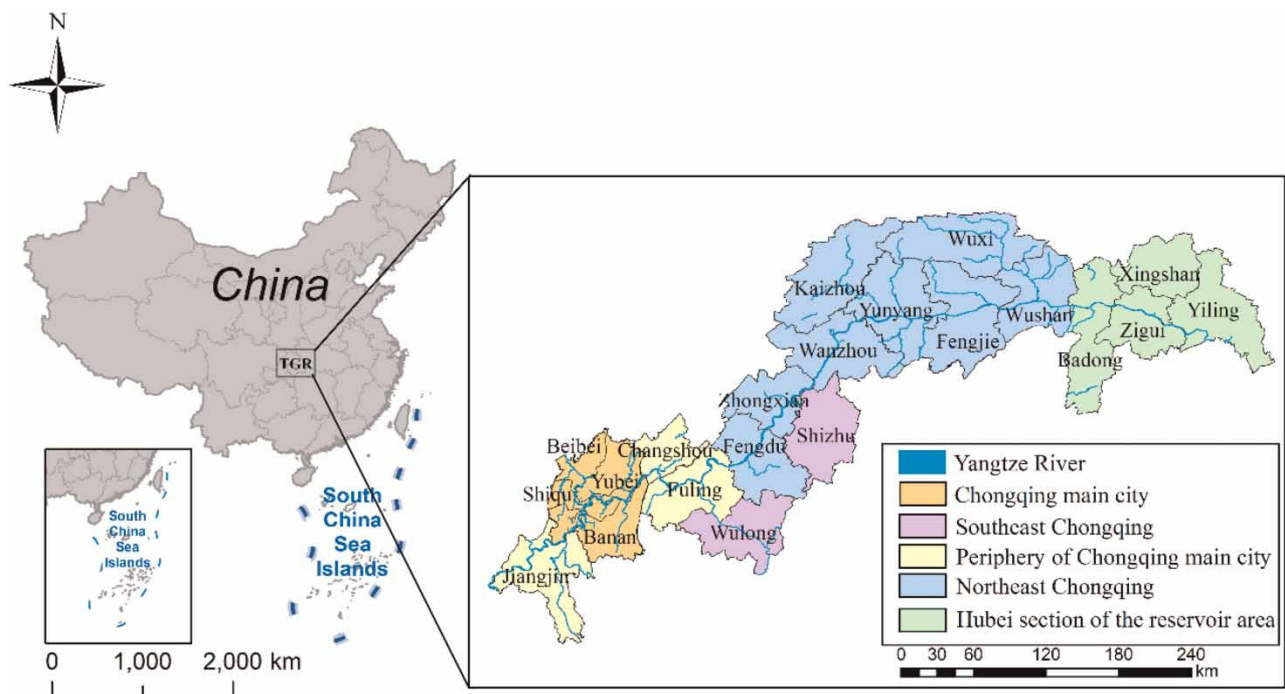 N
China
TGR
South
China
Sea
Islands
South
China
Sea
Islands
0 1,000 2,000 km
Wuxi
Kaizhou
Xingshan
Yunyang
Wushan
Yiling
Zigui
Wanzhou
Fengjie
Badong
Zhongxian
Shizhu
Beibei
Changshou
Fengdu
Yubei
Shiqu
Fuling
Banan
Wulong
Jiangjin
Yangtze River
Chongqing main city
Southeast Chongqing
Periphery of Chongqing main city
Northeast Chongqing
Hubei section of the reservoir area
0 30 60 120 180 240
km